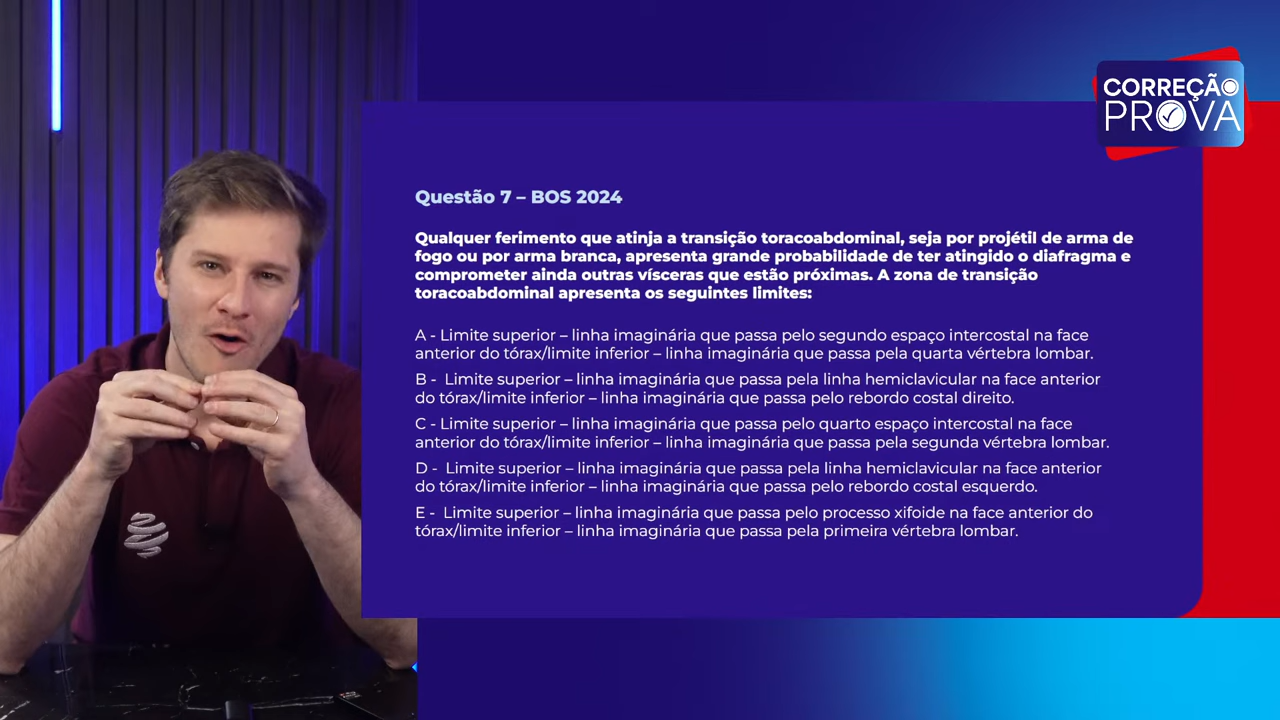 CORREÇÃO
PROVA
Questão 7 – BOS 2024
Qualquer ferimento que atinja a transição toracoabdominal, seja por projétil de arma de
fogo ou por arma branca, apresenta grande probabilidade de ter atingido o diafragma e
comprometer ainda outras vísceras que estão próximas. A zona de transição
toracoabdominal apresenta os seguintes limites:
A - Limite superior – linha imaginária que passa pelo segundo espaço intercostal na face
anterior do tórax/limite inferior – linha imaginária que passa pela quarta vértebra lombar.
B - Limite superior – linha imaginária que passa pela linha hemiclavicular na face anterior
do tórax/limite inferior – linha imaginária que passa pelo rebordo costal direito.
C - Limite superior – linha imaginária que passa pelo quarto espaço intercostal na face
anterior do tórax/limite inferior – linha imaginária que passa pela segunda vértebra lombar.
D - Limite superior – linha imaginária que passa pela linha hemiclavicular na face anterior
do tórax/limite inferior – linha imaginária que passa pelo rebordo costal esquerdo.
E - Limite superior – linha imaginária que passa pelo processo xifoide na face anterior do
tórax/limite inferior – linha imaginária que passa pela primeira vértebra lombar.